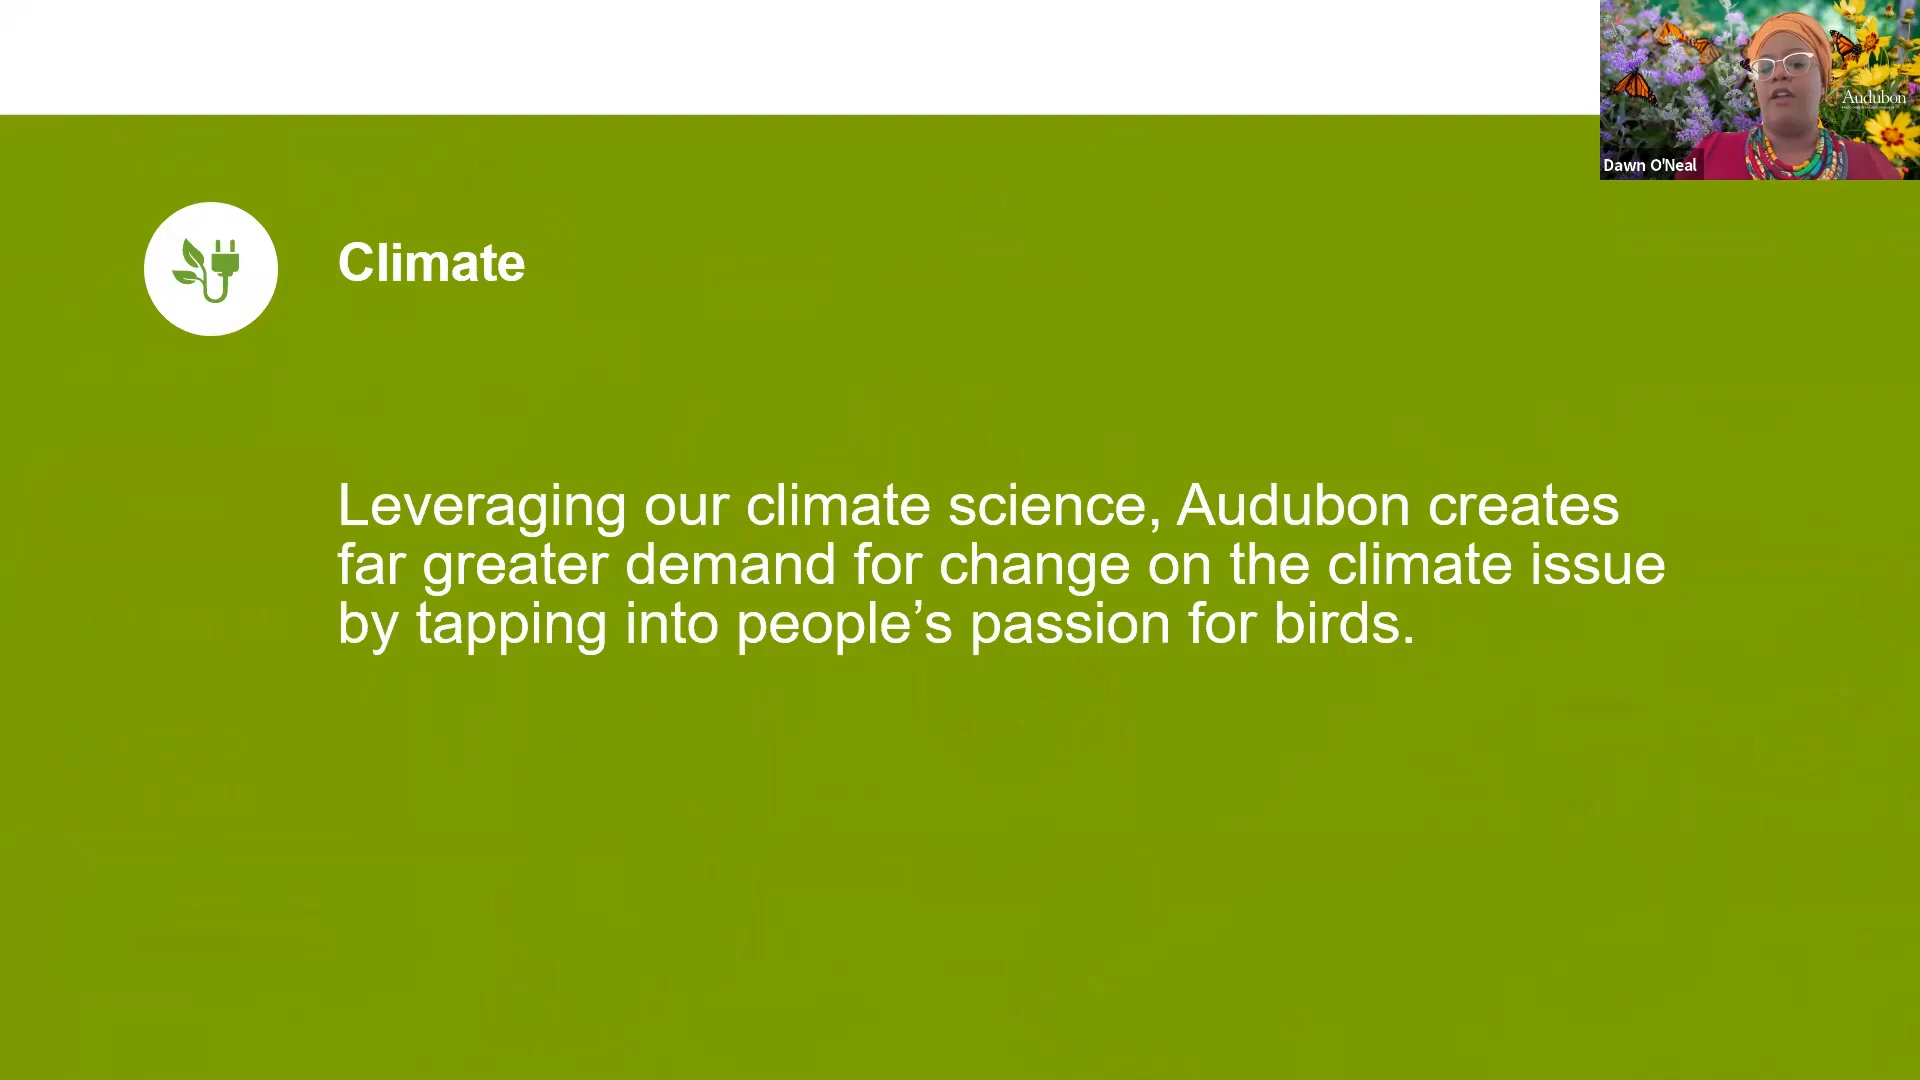 Audubon
Dawn O'Neal
Climate
Leveraging our climate science, Audubon creates
far greater demand for change on the climate issue
by tapping into people’s passion for birds.